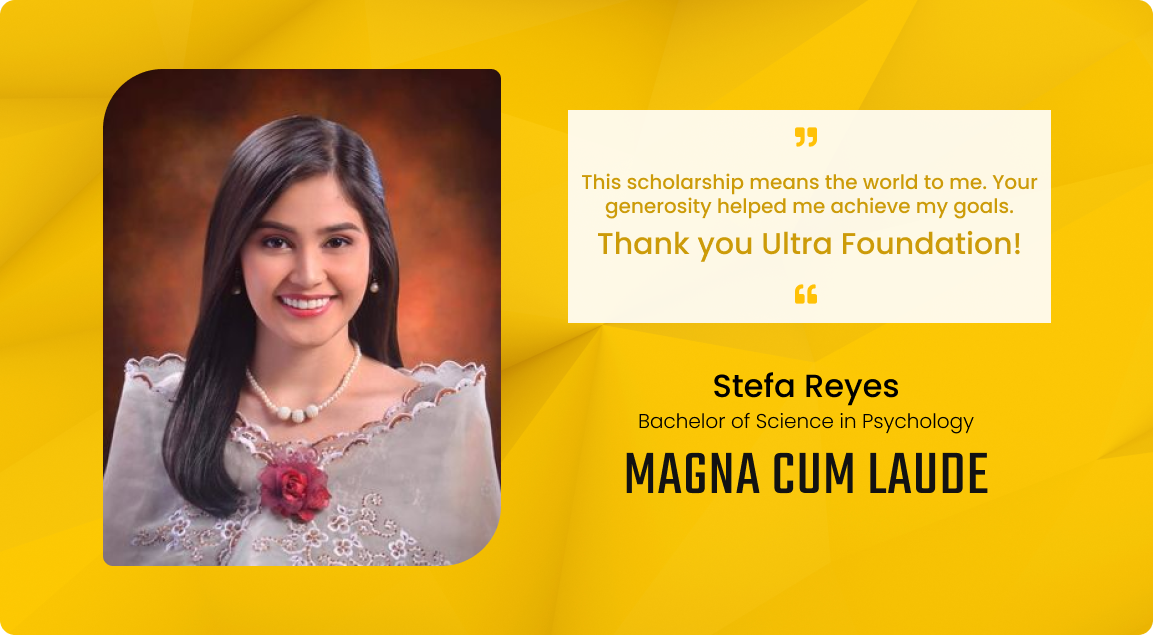 ”
This scholarship means the world to me. Your
generosity helped me achieve my goals.
Thank you Ultra Foundation!
“
Stefa Reyes
Bachelor of Science in Psychology
MAGNA CUM LAUDE